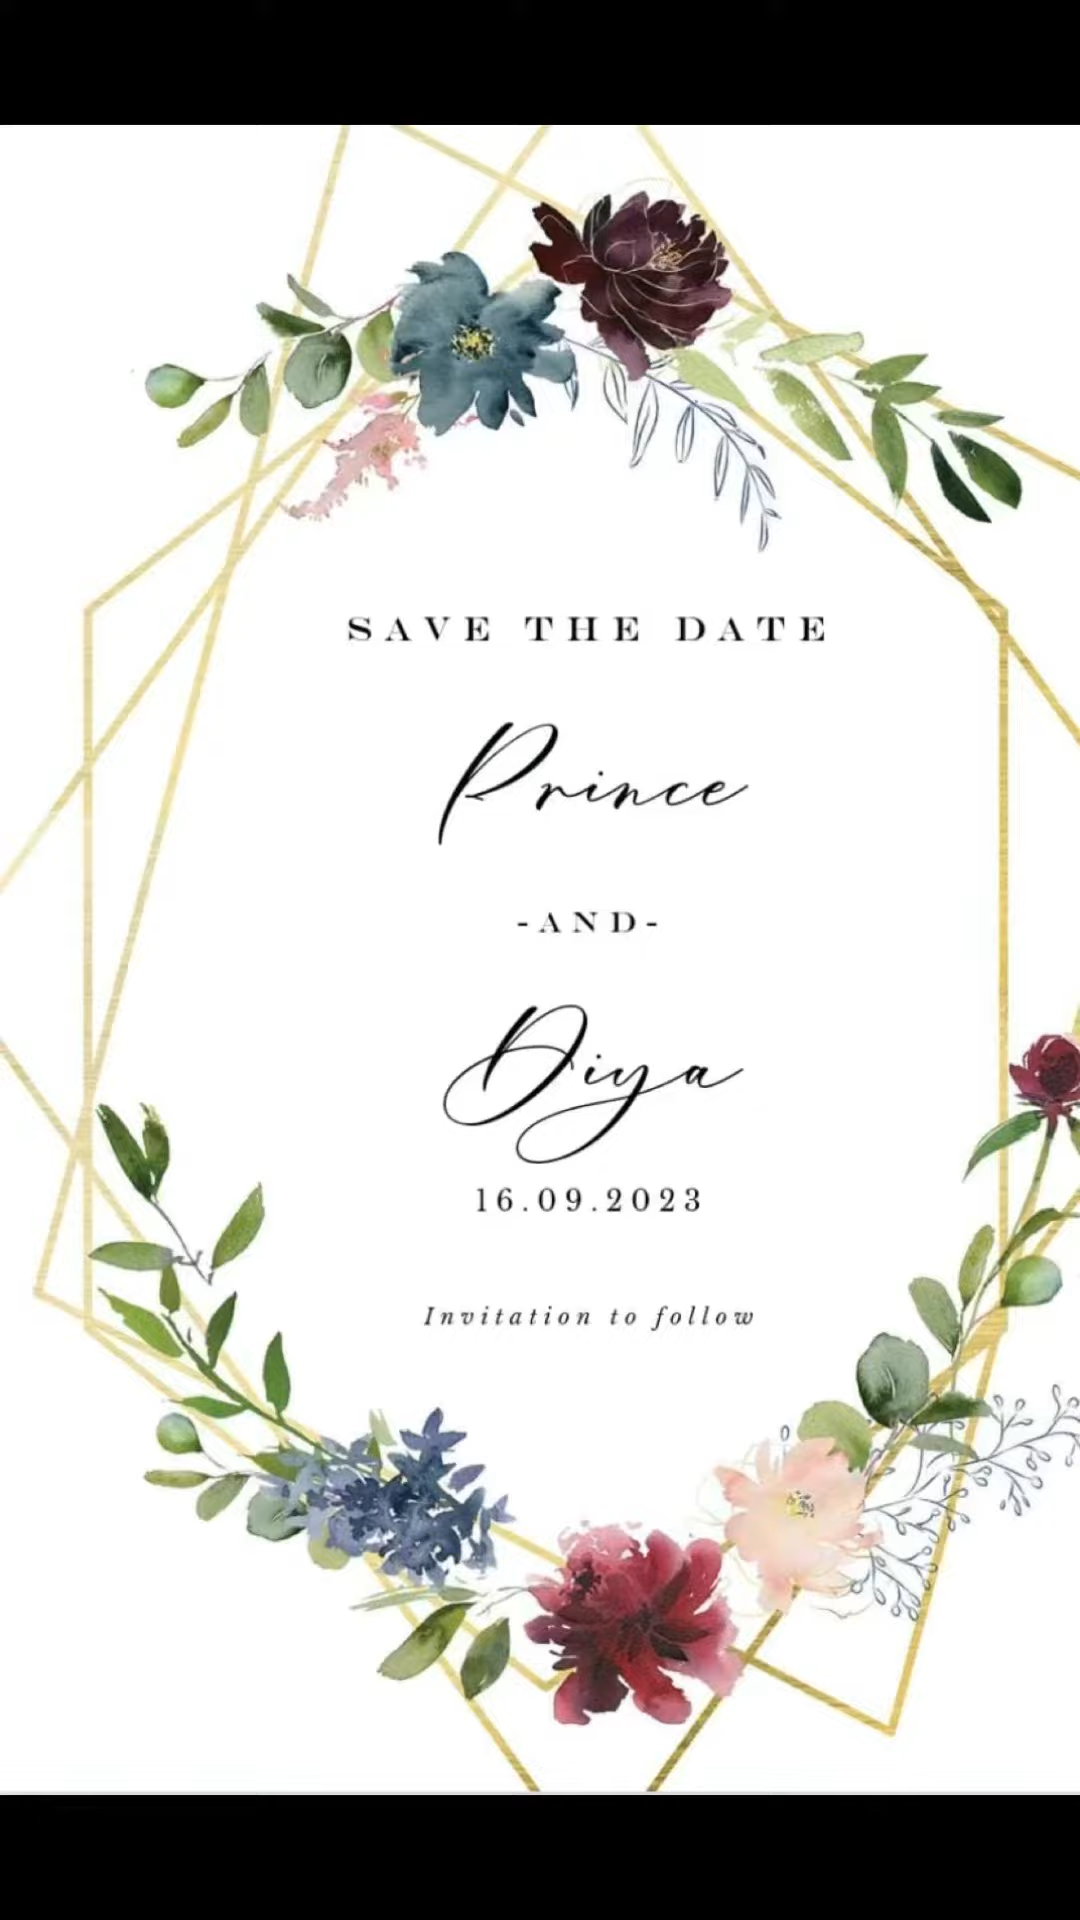 SAVE THE DATE
Prince
-AND-
Diya
16.09.2023
Invitation to follow